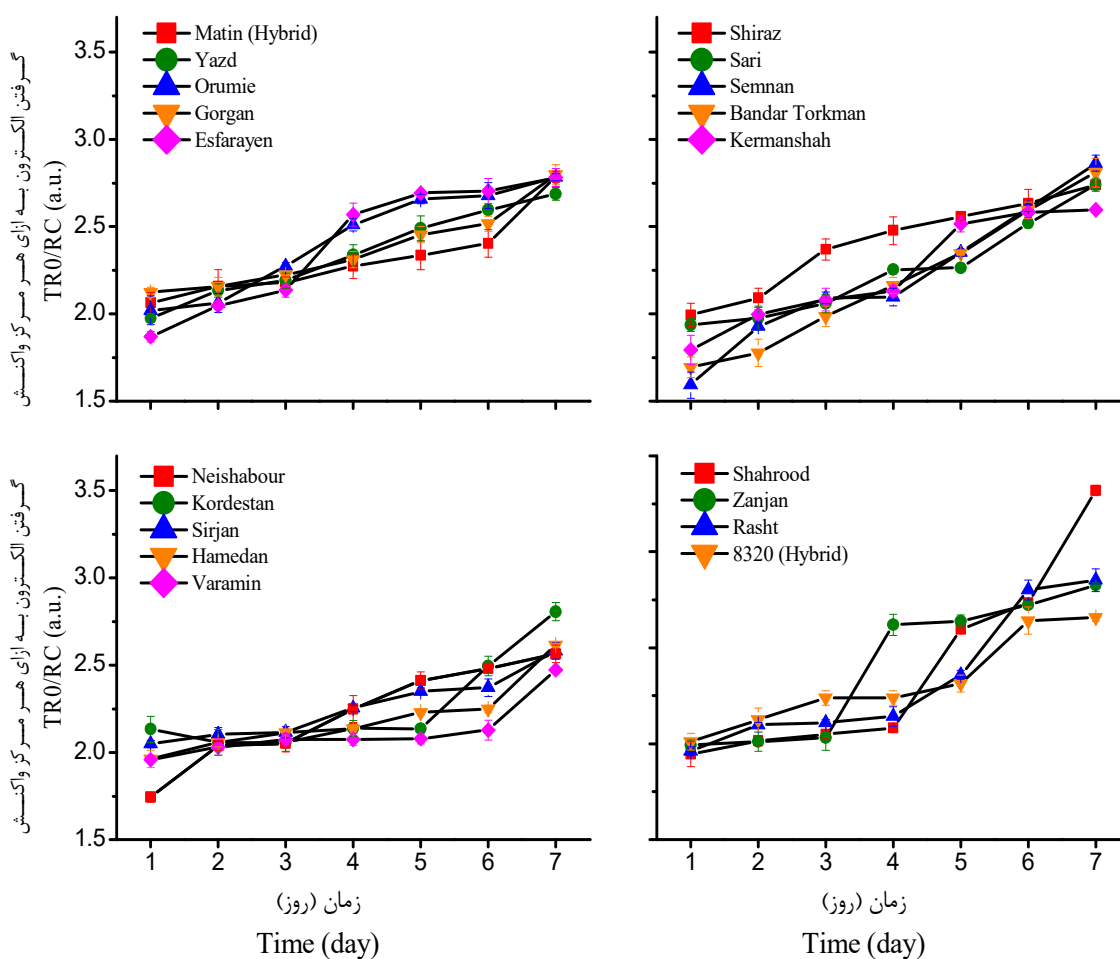 3.5
3.0
2.5
2.0
1.5
گرفتن الکترون به ازای هر مرکز واکنش
TR0/RC (a.u.)
Matin (Hybrid)
Yazd
Orumie
Gorgan
Esfarayen
Shiraz
Sari
Semnan
Bandar Torkman
Kermanshah
3.5
3.0
2.5
2.0
1.5
گرفتن الکترون به ازای هر مرکز واکنش
TR0/RC (a.u.)
Neishabour
Kordestan
Sirjan
Hamedan
Varamin
1 2 3 4 5 6 7
زمان (روز)
Time (day)
Shahrood
Zanjan
Rasht
8320 (Hybrid)
1 2 3 4 5 6 7
زمان (روز)
Time (day)